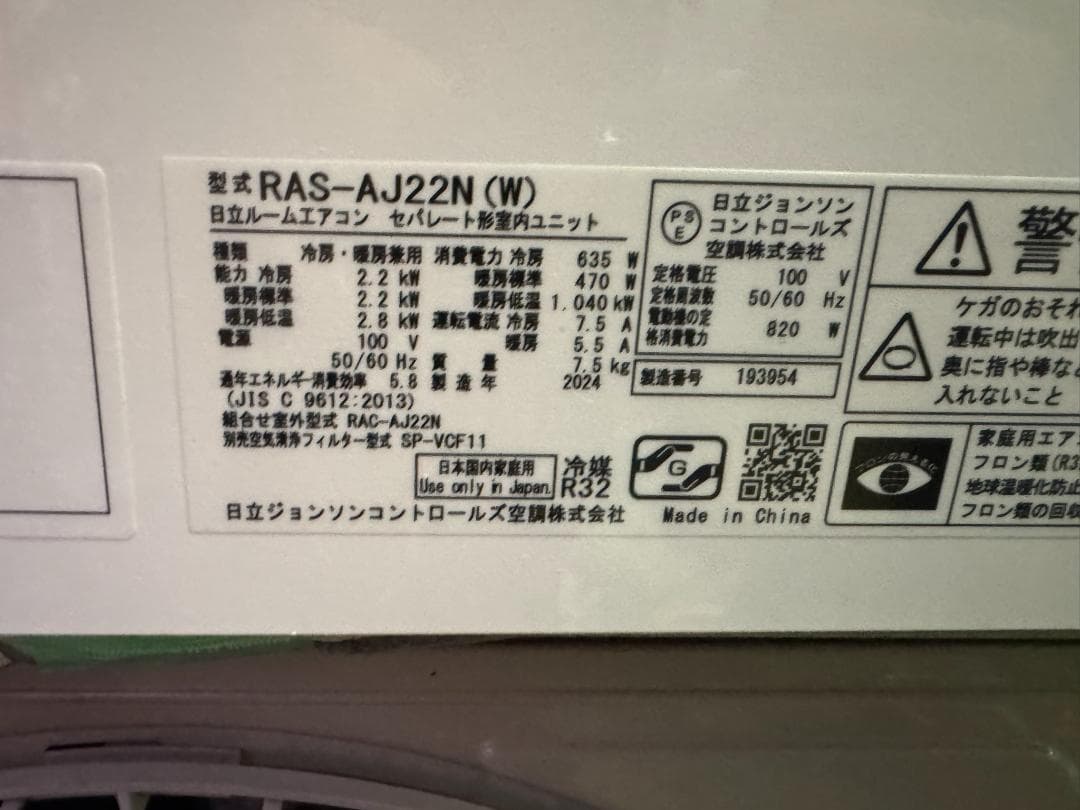 型式 RAS-AJ22N(W)
日立ルームエアコン セパレート形室内ユニット
種類 冷房・暖房兼用
能力 冷房 2.2 kW
暖房標準 2.2 kW
暖房低温 2.8 kW
電源 100 V
50/60 Hz
消費電力 冷房 635 W
暖房標準 470 W
暖房低温 1.040 kW
運転電流 冷房 7.5 A
暖房 5.5 A
質量 7.5 kg
通年エネルギー消費効率 5.8
製造年 2024
(JIS C 9612:2013)
組合せ室外型式 RAC-AJ22N
別売空気清浄フィルター型式 SP-VCF11
日本国内家庭用
Use only in Japan.
冷媒
R32
日立ジョンソンコントロールズ空調株式会社
Made in China
PS
E
日立ジョンソン
コントロールズ
空調株式会社
定格電圧 100 V
定格周波数 50/60 Hz
電動機の定
格消費電力 820 W
製造番号 193954
G
警
ケガのおそれ
運転中は吹出
奥に指や棒な
入れないこと
家庭用エア
フロン類(R3
地球温暖化防止
フロン類の回収